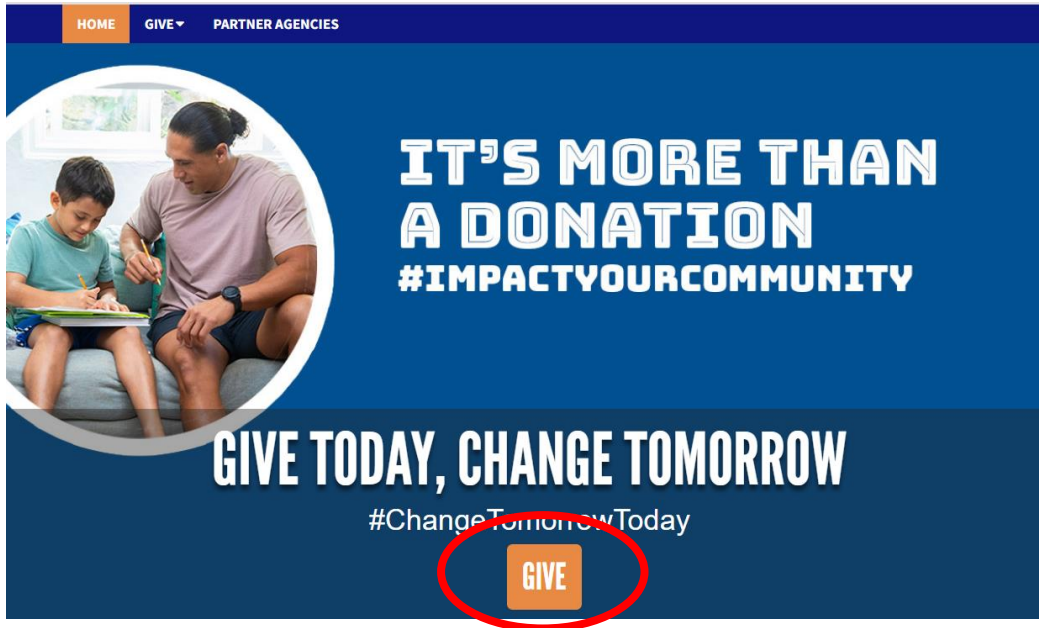 HOME GIVE PARTNER AGENCIES
IT'S MORE THAN
A DONATION
#IMPACTYOURCOMMUNITY
GIVE TODAY, CHANGE TOMORROW
#ChangeTomorrowToday
GIVE